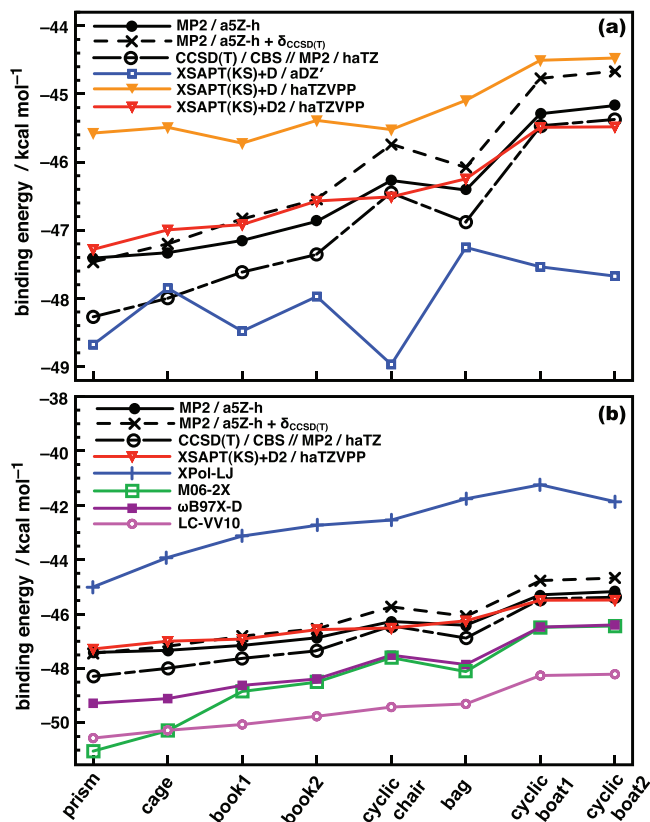 (a)
MP2 / a5Z-h
MP2 / a5Z-h + δCCSD(T)
CCSD(T) / CBS // MP2 / haTZ
XSAPT(KS)+D / aDZ′
XSAPT(KS)+D / haTZVPP
XSAPT(KS)+D2 / haTZVPP
binding energy / kcal mol⁻¹
−44
−45
−46
−47
−48
−49
(b)
MP2 / a5Z-h
MP2 / a5Z-h + δCCSD(T)
CCSD(T) / CBS // MP2 / haTZ
XSAPT(KS)+D2 / haTZVPP
XPol-LJ
M06-2X
ωB97X-D
LC-VV10
binding energy / kcal mol⁻¹
−38
−40
−42
−44
−46
−48
−50
prism
cage
book1
book2
cyclic
chair
bag
cyclic
boat1
cyclic
boat2